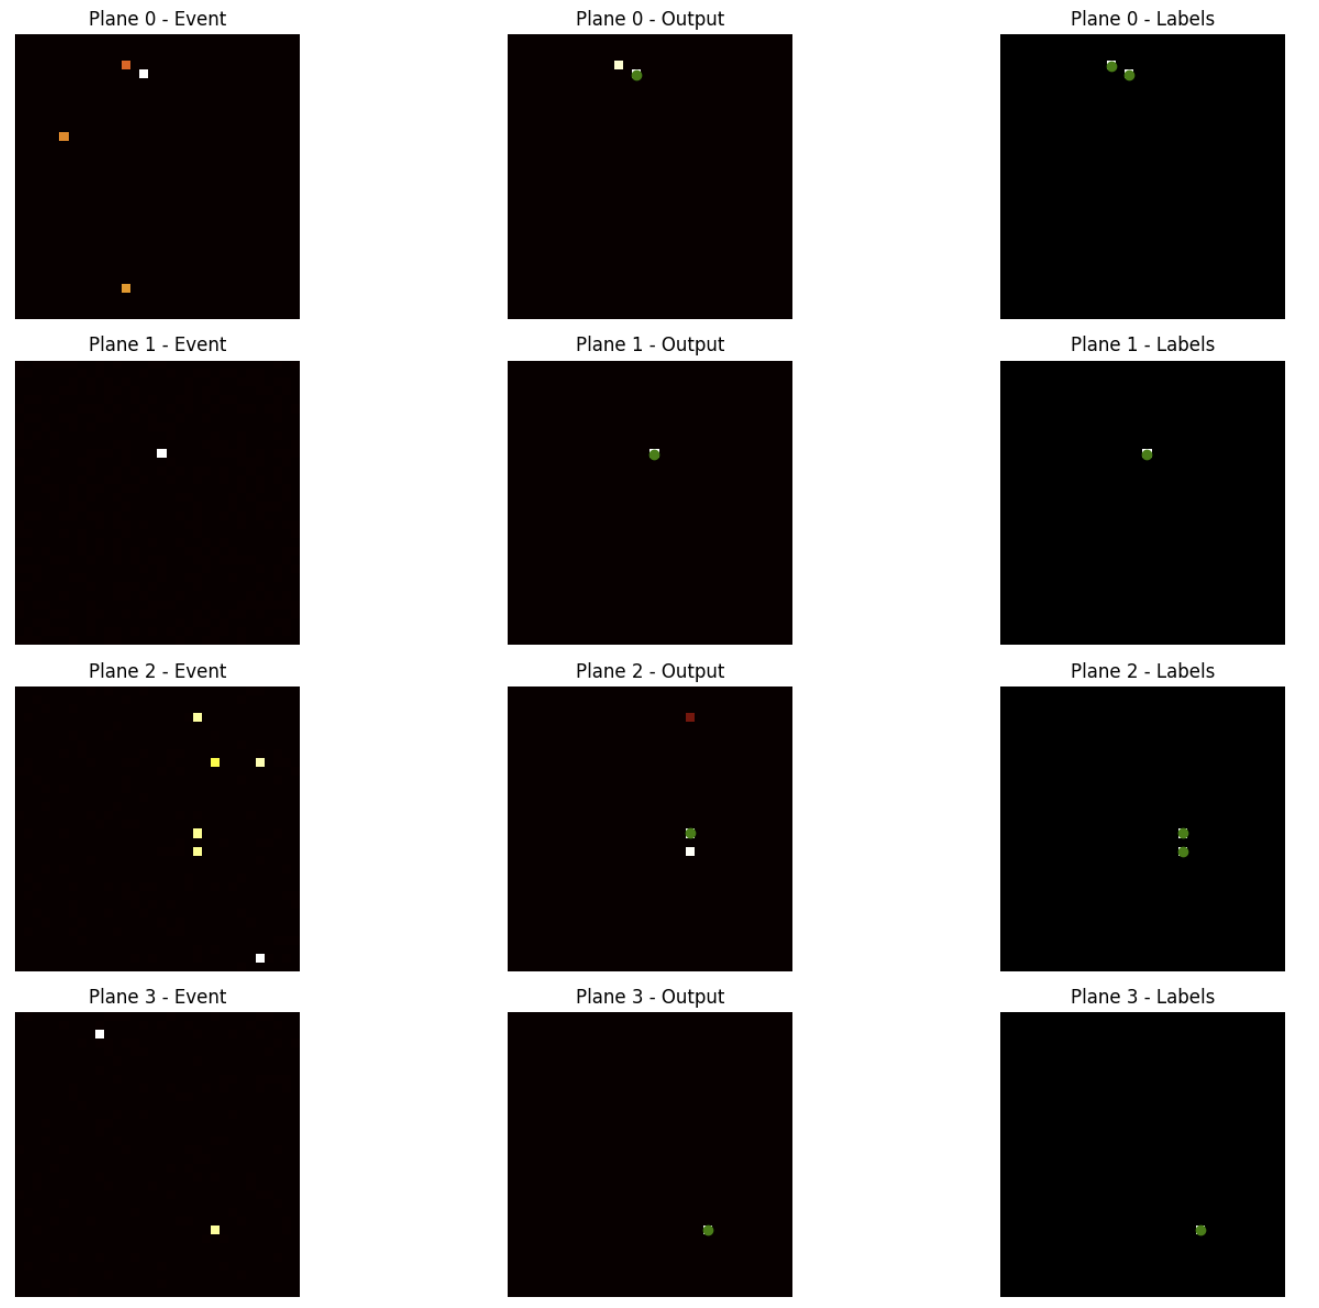 Plane 0 - Event
Plane 0 - Output
Plane 0 - Labels
Plane 1 - Event
Plane 1 - Output
Plane 1 - Labels
Plane 2 - Event
Plane 2 - Output
Plane 2 - Labels
Plane 3 - Event
Plane 3 - Output
Plane 3 - Labels